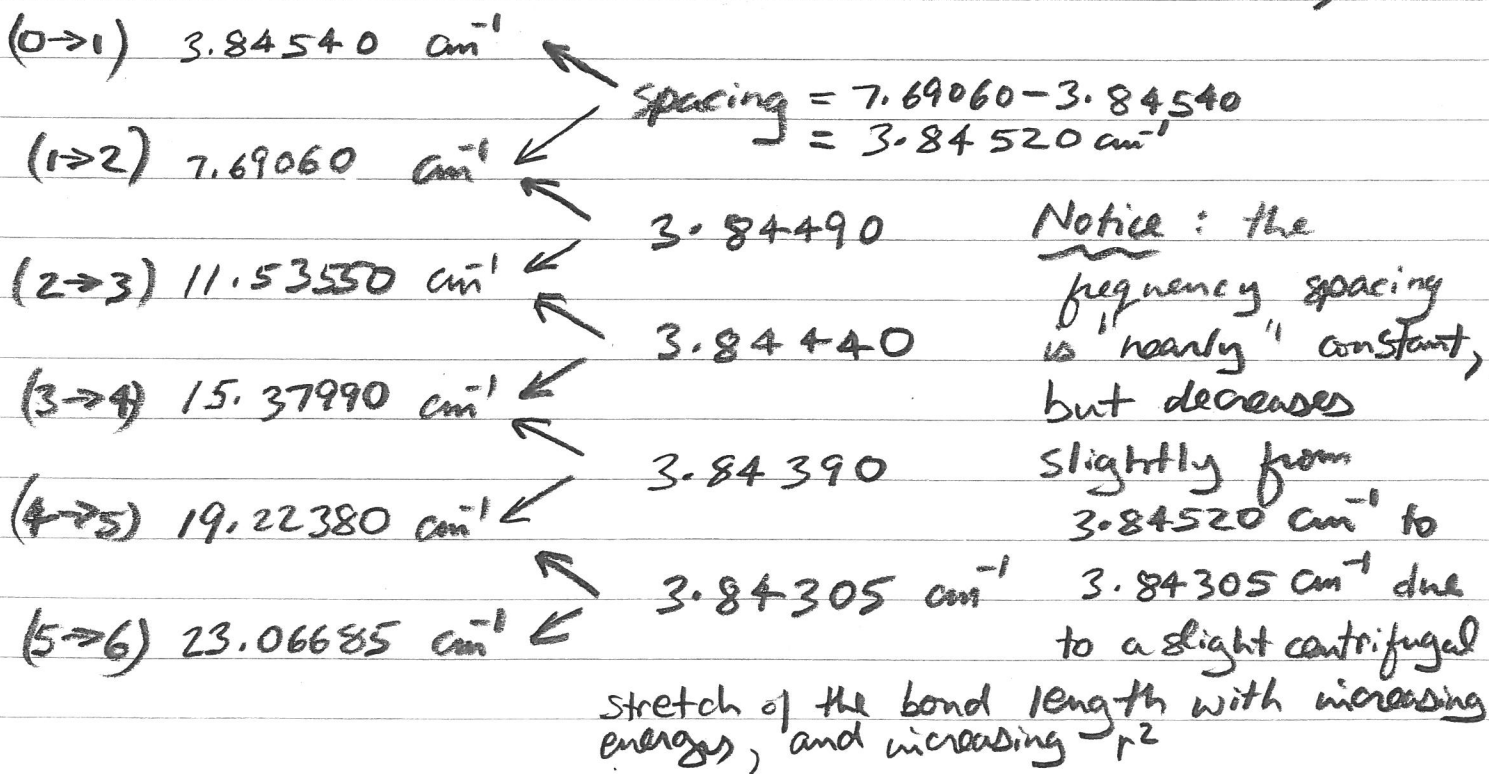 (0→1) 3.84540 cm⁻¹
spacing = 7.69060-3.84540
= 3.84520 cm⁻¹
(1→2) 7.69060 cm⁻¹
3.84490 Notice : the
(2→3) 11.53550 cm⁻¹ frequency spacing
3.84440 is "nearly" constant,
(3→4) 15.37990 cm⁻¹ but decreases
3.84390 slightly from
(4→5) 19.22380 cm⁻¹ 3.84520 cm⁻¹ to
3.84305 cm⁻¹ 3.84305 cm⁻¹ due
(5→6) 23.06685 cm⁻¹ to a slight centrifugal
stretch of the bond length with increasing
energy, and increasing r²